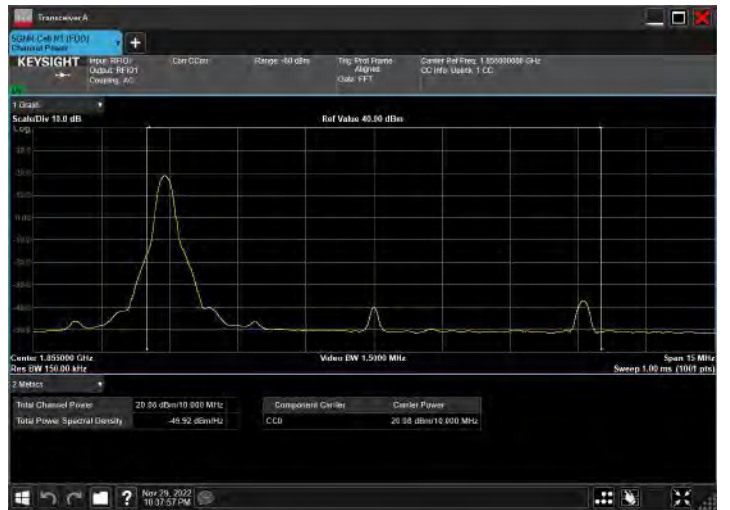 Transceiver A
5GNR-Cell N1 (FDD)
Channel Power
KEYSIGHT
Input: RFIO1
Output: RFIO1
Coupling: AC
Corr CCorr
Range: -60 dBm
Trig: Prdl Frame
Aligned
Gate: FFT
Carrier Ref Freq: 1.855000000 GHz
CC Info: Uplink, 1 CC
1 Graph
Scale/Div 10.0 dB
Ref Value 40.00 dBm
Log
Center 1.855000 GHz
Video BW 1.5000 MHz
Span 15 MHz
Res BW 150.00 kHz
Sweep 1.00 ms (1001 pts)
2 Metrics
Total Channel Power
20.08 dBm/10.000 MHz
Total Power Spectral Density
-49.92 dBm/Hz
Component Carrier
Carrier Power
CC0
20.08 dBm/10.000 MHz
Nov 29, 2022
10:37:57 PM